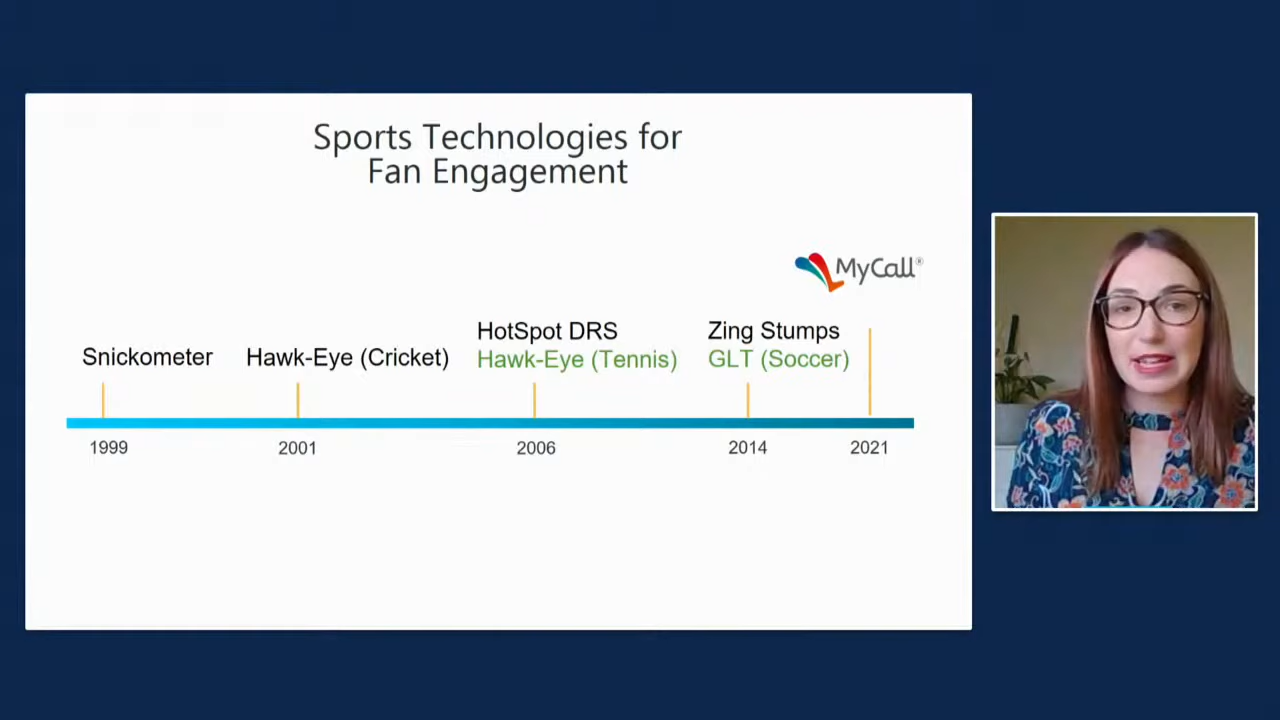 Sports Technologies for
Fan Engagement
MyCall®
Snickometer
Hawk-Eye (Cricket)
HotSpot DRS
Hawk-Eye (Tennis)
Zing Stumps
GLT (Soccer)
1999
2001
2006
2014
2021